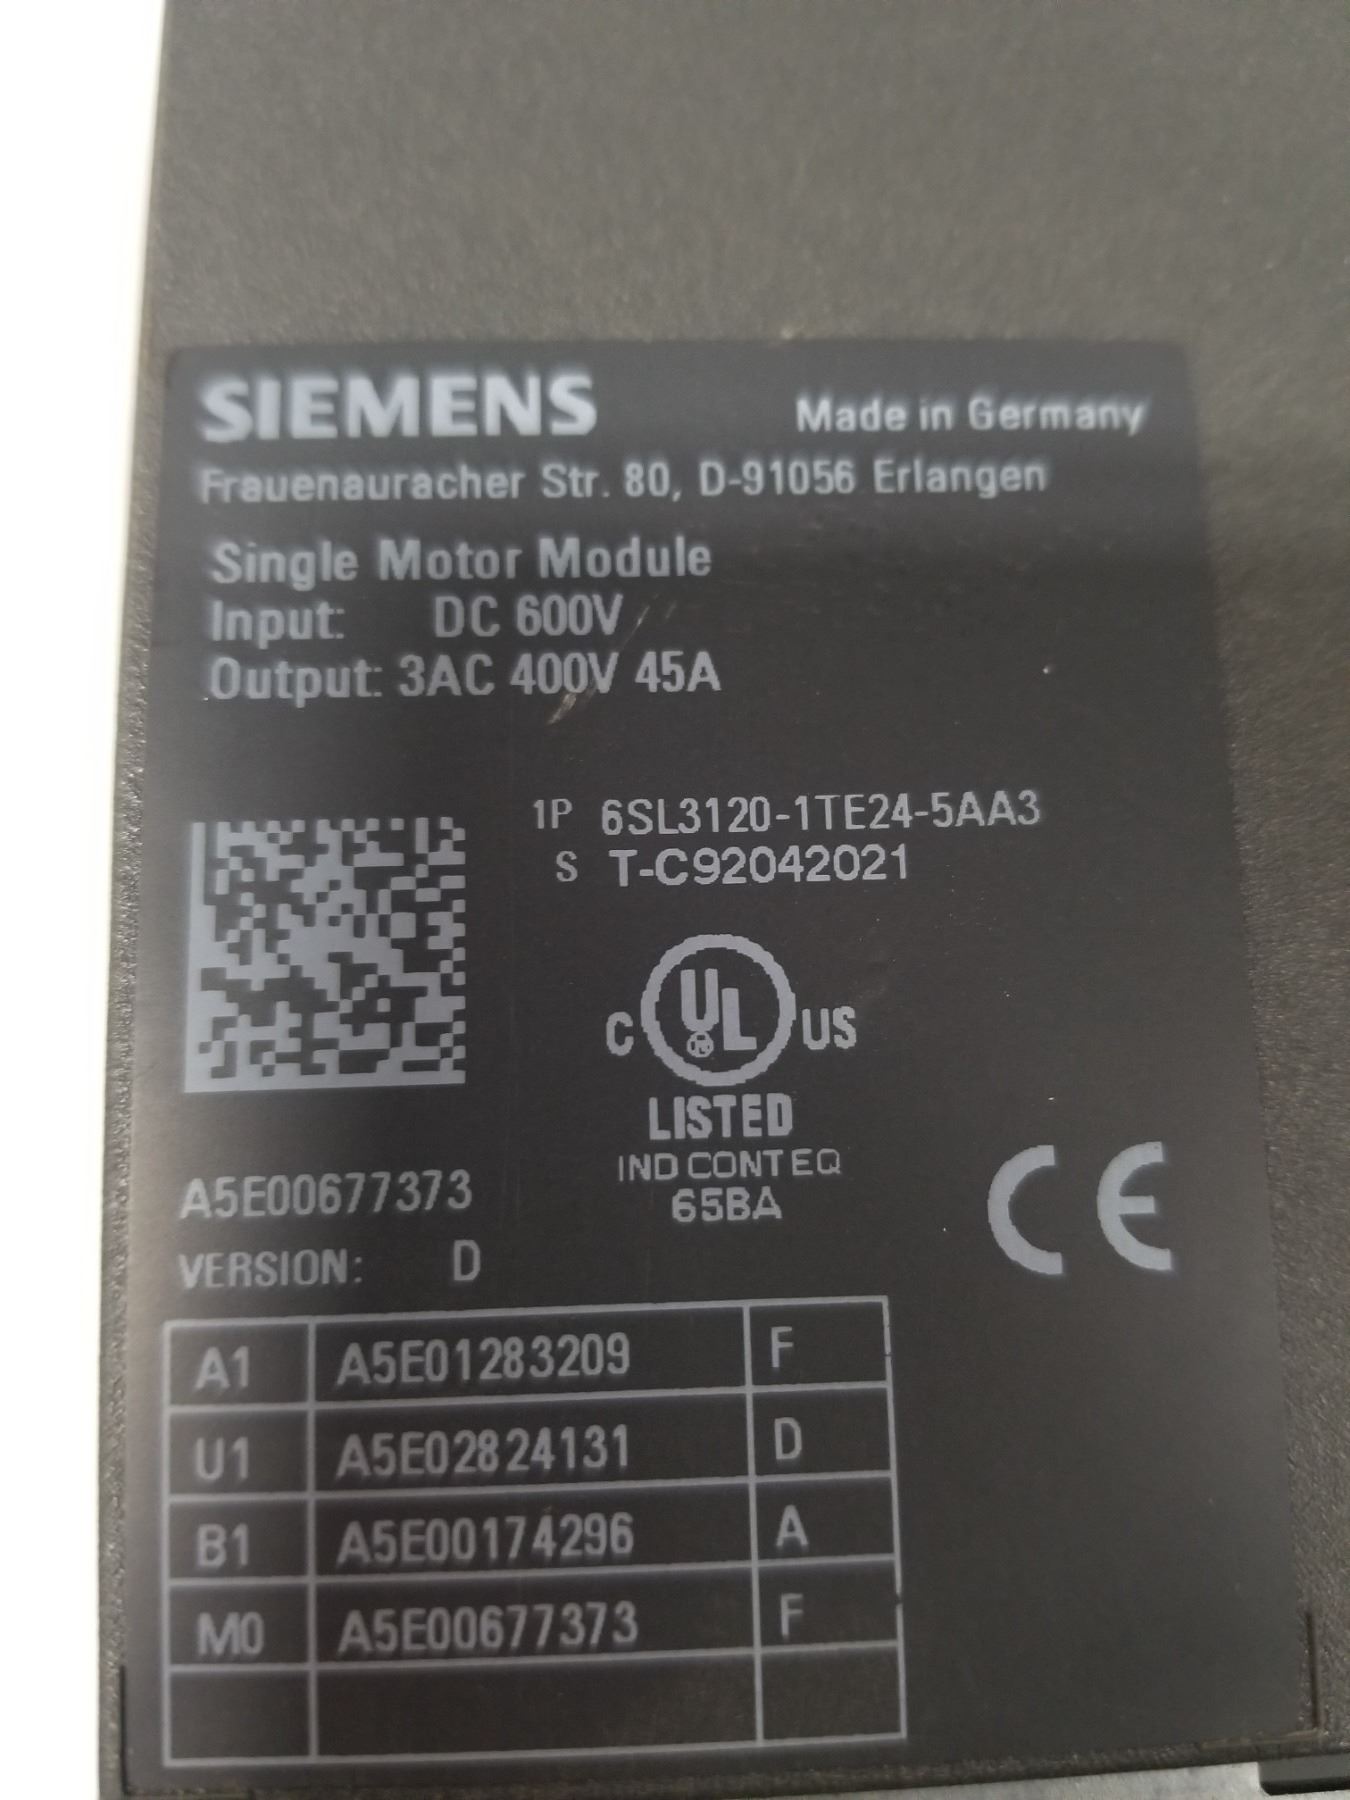 SIEMENS Made in Germany
Frauenauracher Str. 80, D-91056 Erlangen
Single Motor Module
Input: DC 600V
Output: 3AC 400V 45A
1P 6SL3120-1TE24-5AA3
S T-C92042021
C UL US
LISTED
IND CONT EQ
65BA
CE
A5E00677373
VERSION: D
A1 A5E01283209 F
U1 A5E02824131 D
B1 A5E00174296 A
M0 A5E00677373 F